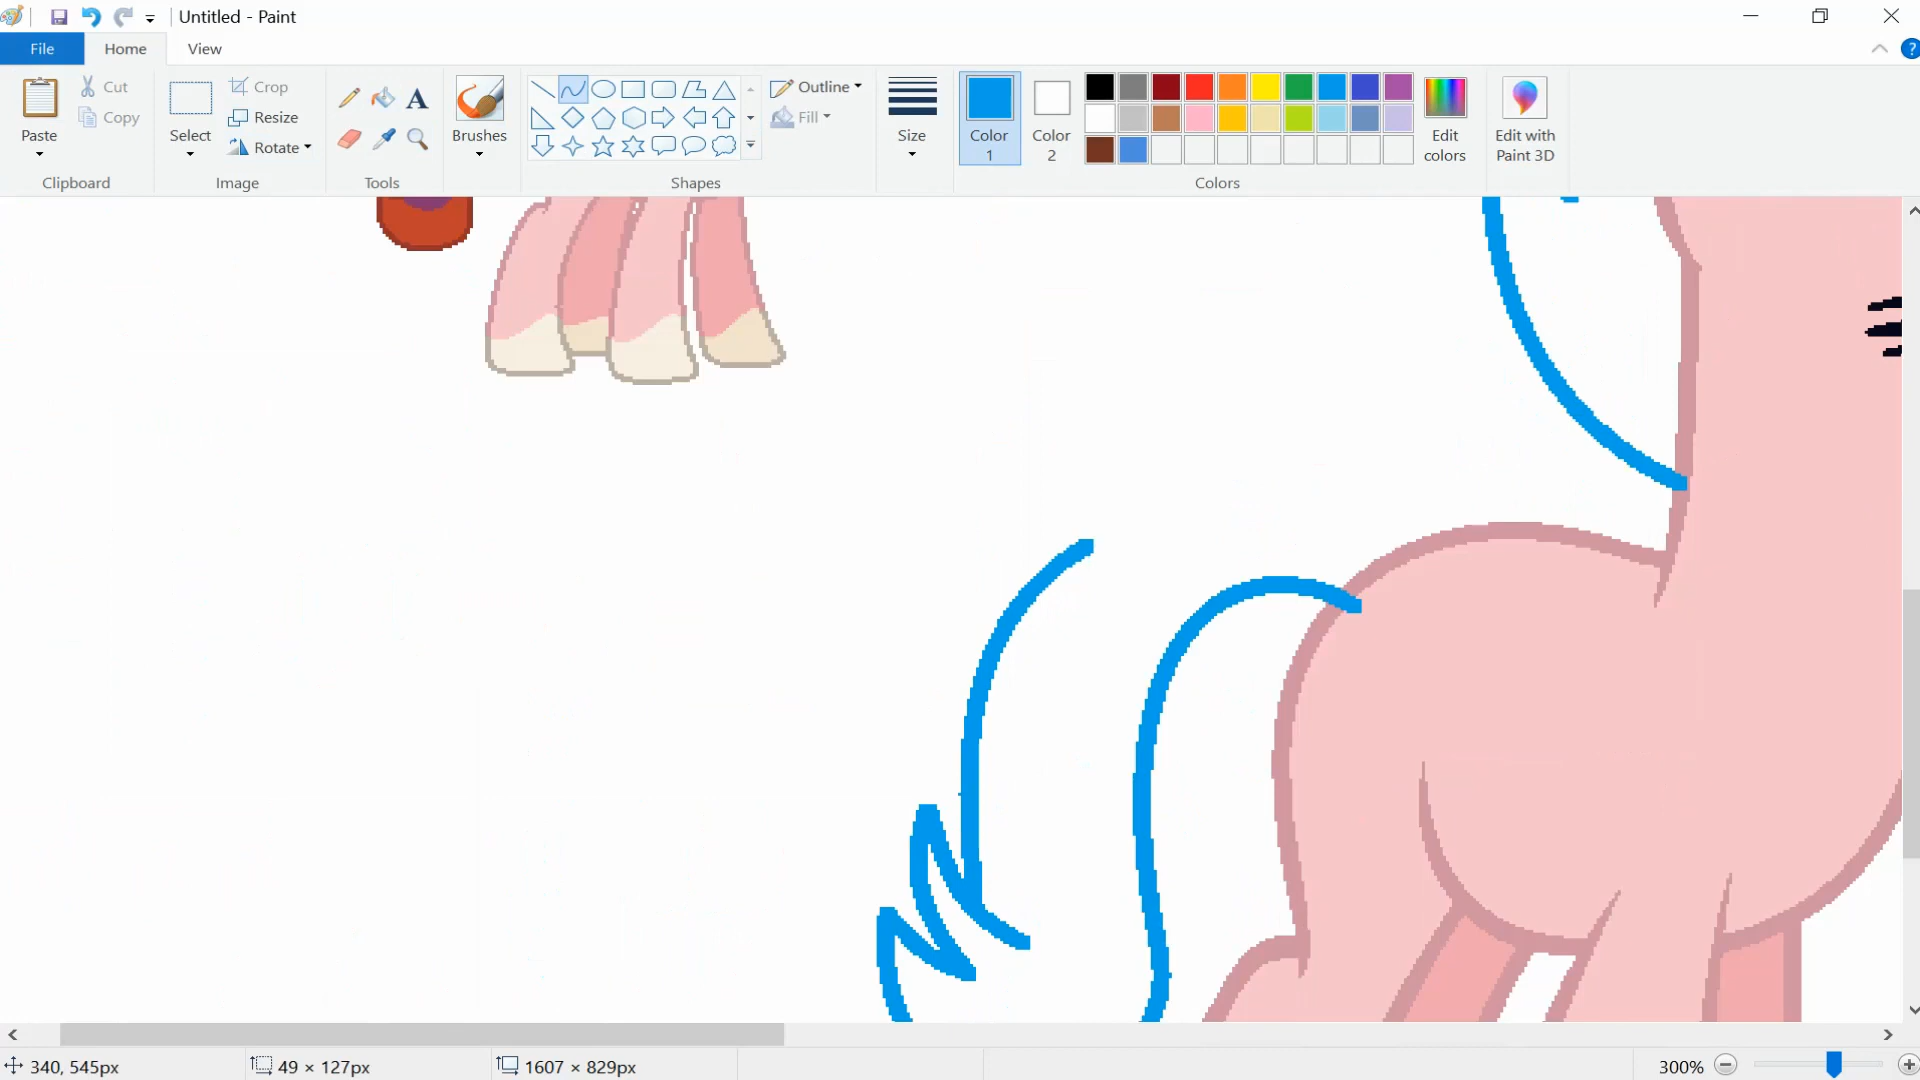 Untitled - Paint
File Home View
Cut
Copy
Paste
Clipboard
Crop
Resize
Rotate
Select
Image
Tools
Brushes
Outline
Fill
Shapes
Size
Color 1
Color 2
Edit colors
Colors
Edit with Paint 3D
340, 545px
49 × 127px
1607 × 829px
300%